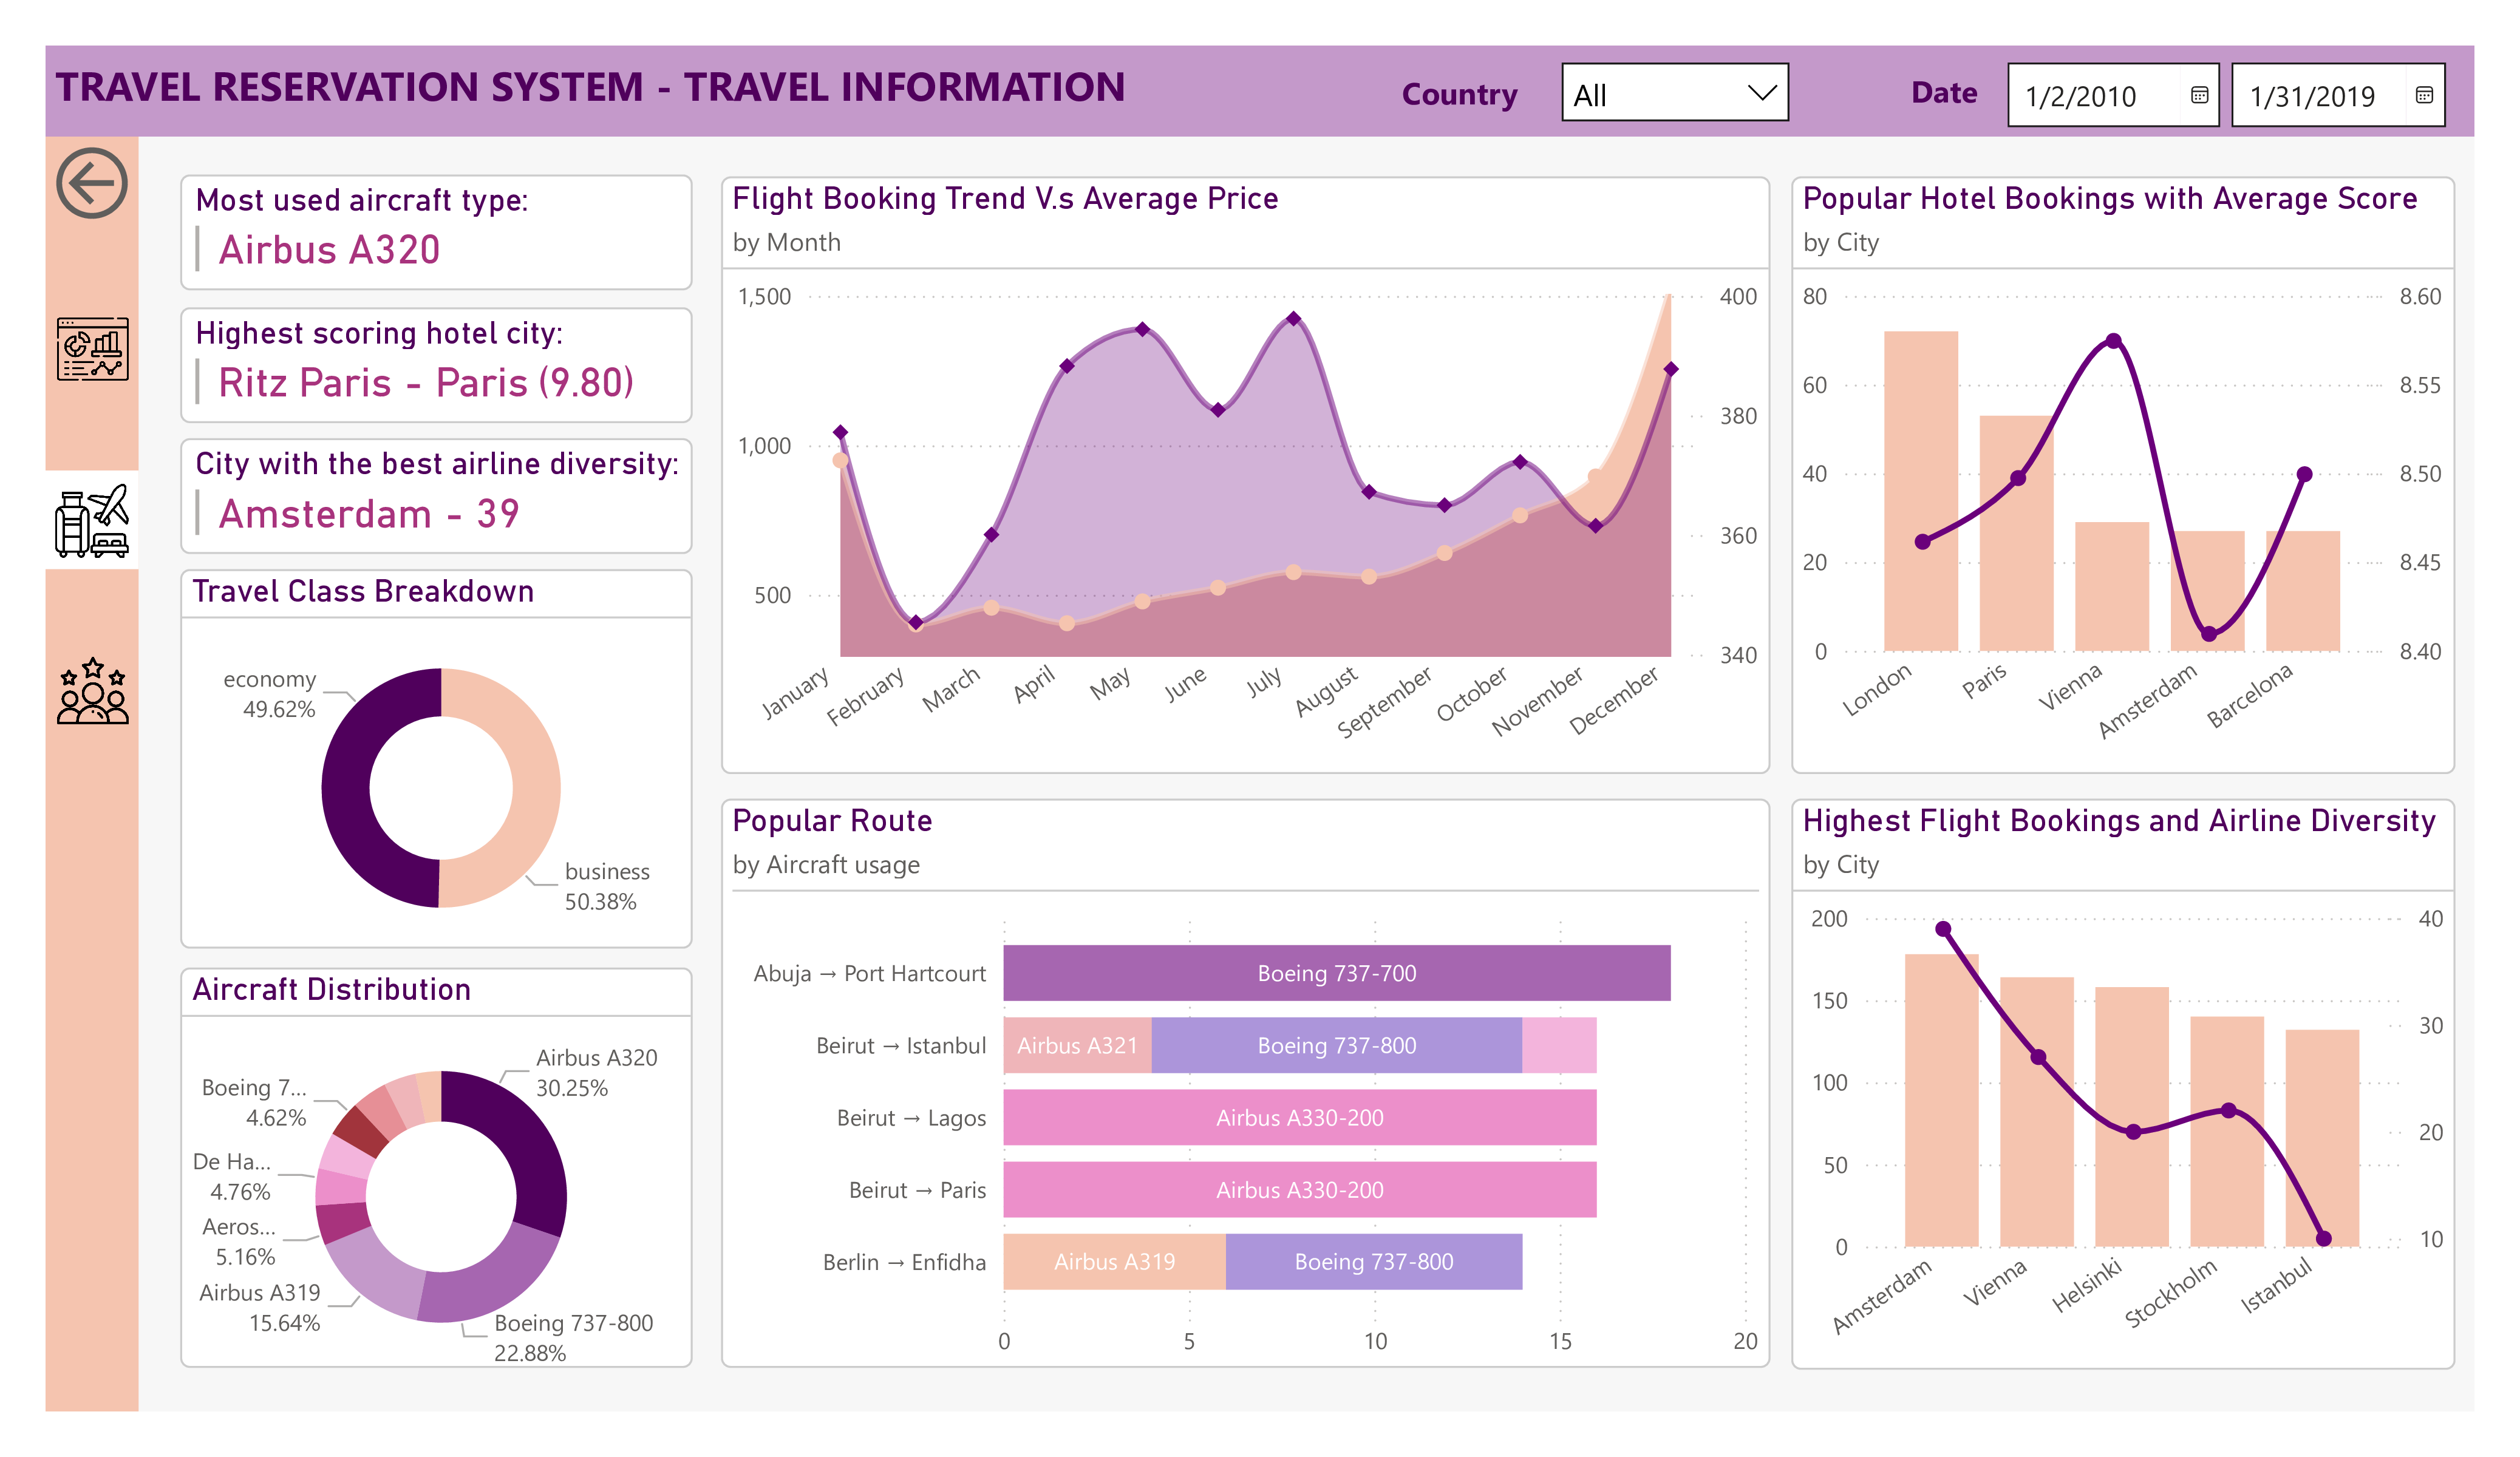 TRAVEL RESERVATION SYSTEM - TRAVEL INFORMATION
Country
All
Date
1/2/2010
1/31/2019
Most used aircraft type:
Airbus A320
Highest scoring hotel city:
Ritz Paris - Paris (9.80)
City with the best airline diversity:
Amsterdam - 39
Travel Class Breakdown
economy
49.62%
business
50.38%
Aircraft Distribution
Airbus A320
30.25%
Boeing 7...
4.62%
De Ha...
4.76%
Aeros...
5.16%
Airbus A319
15.64%
Boeing 737-800
22.88%
Flight Booking Trend V.s Average Price
by Month
1,500
1,000
500
400
380
360
340
January
February
March
April
May
June
July
August
September
October
November
December
Popular Hotel Bookings with Average Score
by City
80
60
40
20
0
8.60
8.55
8.50
8.45
8.40
London
Paris
Vienna
Amsterdam
Barcelona
Popular Route
by Aircraft usage
Abuja → Port Hartcourt
Boeing 737-700
Beirut → Istanbul
Airbus A321
Boeing 737-800
Beirut → Lagos
Airbus A330-200
Beirut → Paris
Airbus A330-200
Berlin → Enfidha
Airbus A319
Boeing 737-800
0
5
10
15
20
Highest Flight Bookings and Airline Diversity
by City
200
150
100
50
0
40
30
20
10
Amsterdam
Vienna
Helsinki
Stockholm
Istanbul